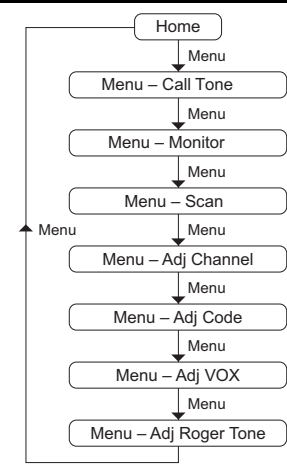 Home
Menu
Menu – Call Tone
Menu
Menu – Monitor
Menu
Menu – Scan
Menu
Menu
Menu – Adj Channel
Menu
Menu – Adj Code
Menu
Menu – Adj VOX
Menu
Menu – Adj Roger Tone